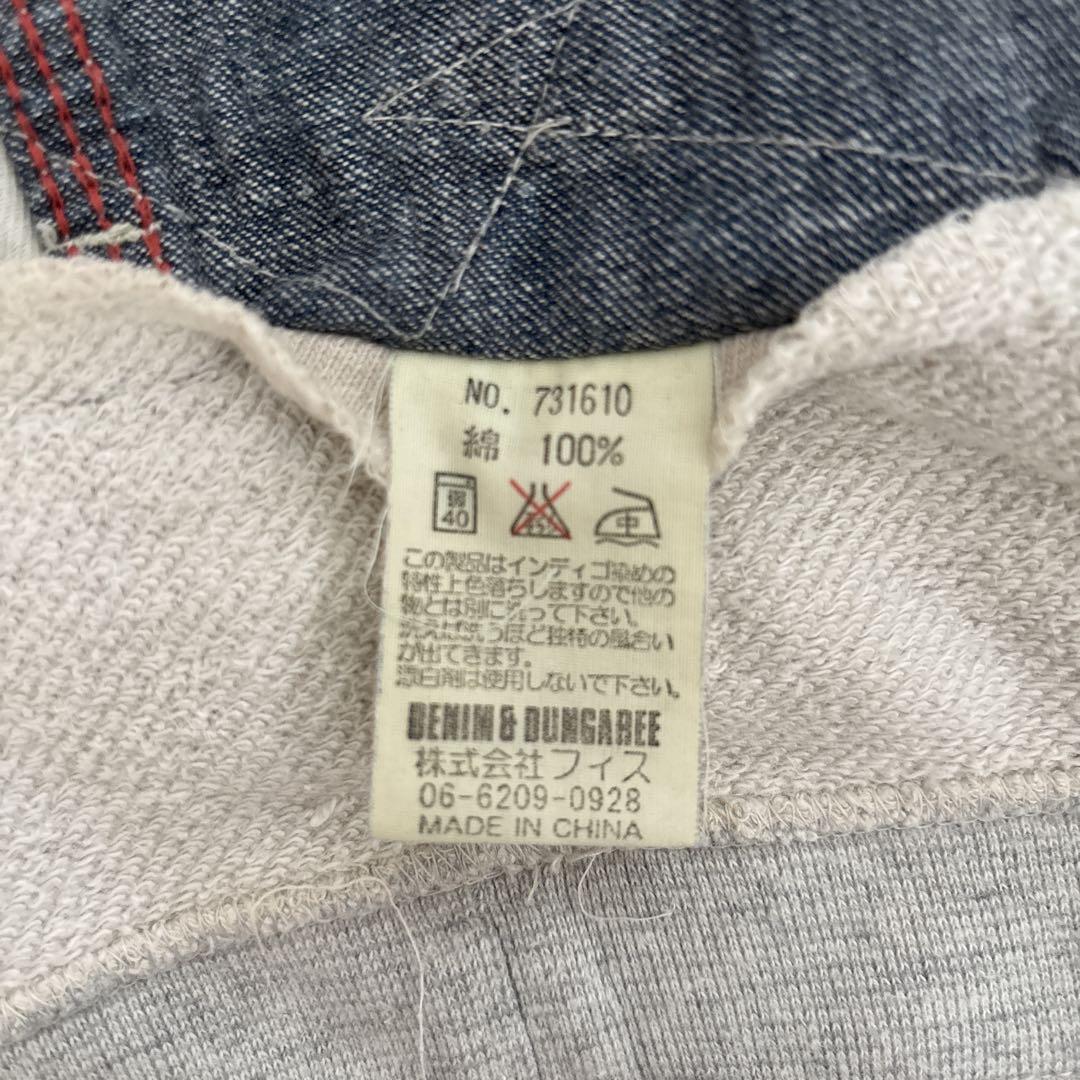 NO. 731610
綿 100%
弱 40 中
この製品はインディゴ染めの
特性上色落ちしますので他の
物とは別に洗って下さい。
洗えば洗うほど独特の風合い
が出てきます。
漂白剤は使用しないで下さい。
DENIM & DUNGAREE
株式会社フィス
06-6209-0928
MADE IN CHINA